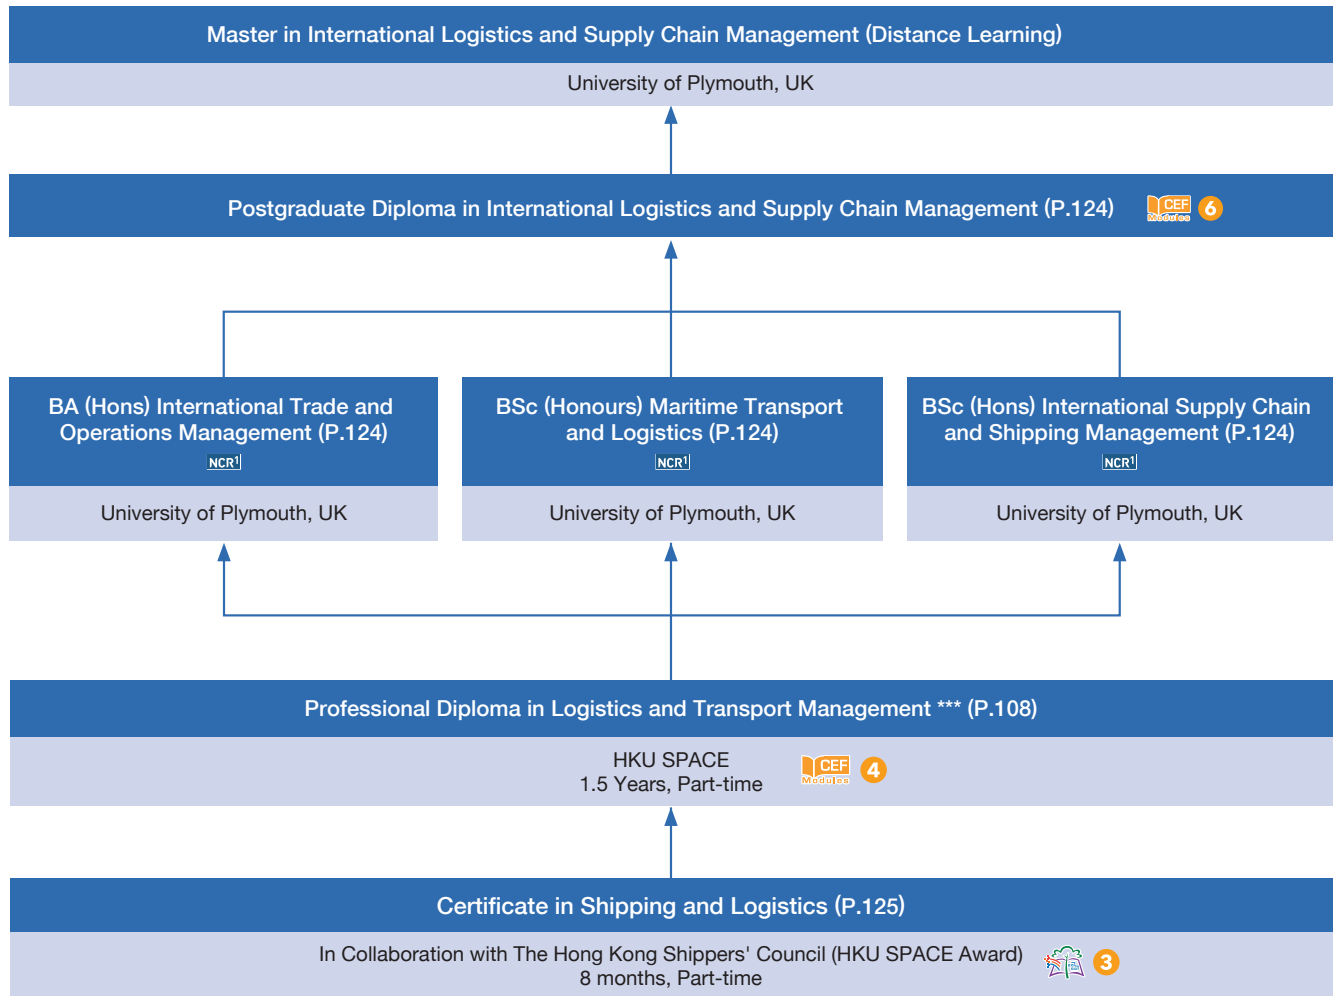 Master in International Logistics and Supply Chain Management (Distance Learning)
University of Plymouth, UK
Postgraduate Diploma in International Logistics and Supply Chain Management (P.124)
CEF
Modules
6
BA (Hons) International Trade and
Operations Management (P.124)
NCR1
University of Plymouth, UK
BSc (Honours) Maritime Transport
and Logistics (P.124)
NCR1
University of Plymouth, UK
BSc (Hons) International Supply Chain
and Shipping Management (P.124)
NCR1
University of Plymouth, UK
Professional Diploma in Logistics and Transport Management *** (P.108)
HKU SPACE
1.5 Years, Part-time
CEF
Modules
4
Certificate in Shipping and Logistics (P.125)
In Collaboration with The Hong Kong Shippers' Council (HKU SPACE Award)
8 months, Part-time
3